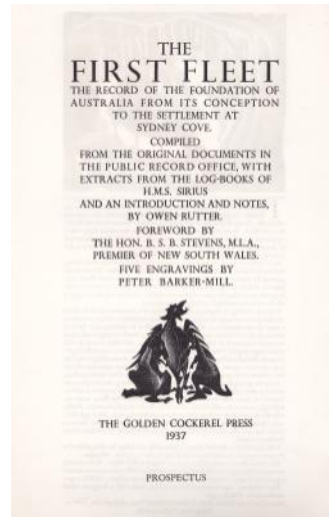 THE
FIRST FLEET
THE RECORD OF THE FOUNDATION OF
AUSTRALIA FROM ITS CONCEPTION
TO THE SETTLEMENT AT
SYDNEY COVE.
COMPILED
FROM THE ORIGINAL DOCUMENTS IN
THE PUBLIC RECORD OFFICE, WITH
EXTRACTS FROM THE LOG-BOOKS OF
H.M.S. SIRIUS
AND AN INTRODUCTION AND NOTES,
BY OWEN RUTTER.
FOREWORD BY
THE HON. B. S. B. STEVENS, M.L.A.,
PREMIER OF NEW SOUTH WALES.
FIVE ENGRAVINGS BY
PETER BARKER-MILL.
THE GOLDEN COCKEREL PRESS
1937
PROSPECTUS